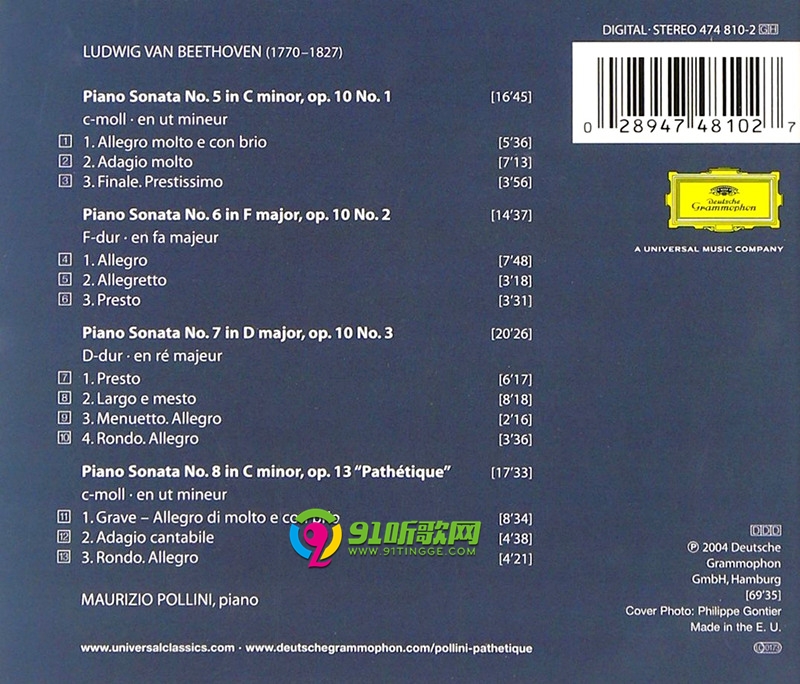 DIGITAL · STEREO 474 810-2 GH
LUDWIG VAN BEETHOVEN (1770–1827)
Piano Sonata No. 5 in C minor, op. 10 No. 1 [16'45]
c-moll · en ut mineur
1 1. Allegro molto e con brio [5'36]
2 2. Adagio molto [7'13]
3 3. Finale. Prestissimo [3'56]
Piano Sonata No. 6 in F major, op. 10 No. 2 [14'37]
F-dur · en fa majeur
4 1. Allegro [7'48]
5 2. Allegretto [3'18]
6 3. Presto [3'31]
Piano Sonata No. 7 in D major, op. 10 No. 3 [20'26]
D-dur · en ré majeur
7 1. Presto [6'17]
8 2. Largo e mesto [8'18]
9 3. Menuetto. Allegro [2'16]
10 4. Rondo. Allegro [3'36]
Piano Sonata No. 8 in C minor, op. 13 “Pathétique” [17'33]
c-moll · en ut mineur
11 1. Grave – Allegro di molto e con brio [8'34]
12 2. Adagio cantabile [4'38]
13 3. Rondo. Allegro [4'21]
MAURIZIO POLLINI, piano
www.universalclassics.com · www.deutschegrammophon.com/pollini-pathetique
0 28947 48102 7
Deutsche
Grammophon
A UNIVERSAL MUSIC COMPANY
91听歌网
WWW.91TINGGE.COM
DDD
℗ 2004 Deutsche
Grammophon
GmbH, Hamburg
[69'35]
Cover Photo: Philippe Gontier
Made in the E. U.
LC 0173